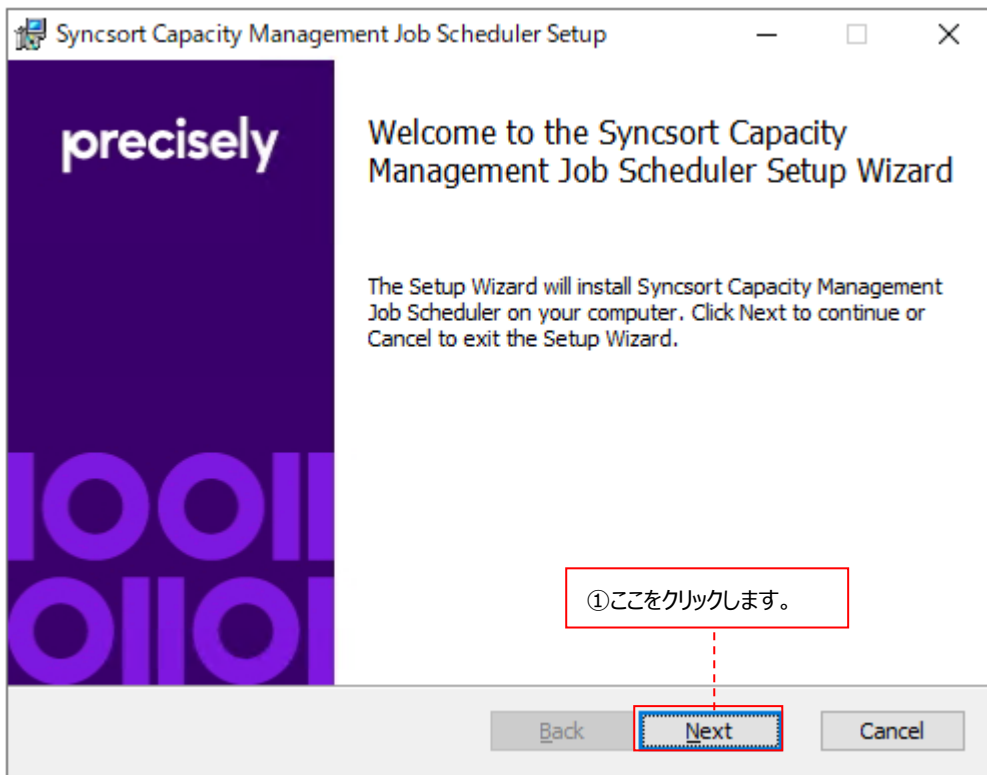 Syncsort Capacity Management Job Scheduler Setup
precisely
Welcome to the Syncsort Capacity
Management Job Scheduler Setup Wizard
The Setup Wizard will install Syncsort Capacity Management
Job Scheduler on your computer. Click Next to continue or
Cancel to exit the Setup Wizard.
①ここをクリックします。
Back
Next
Cancel